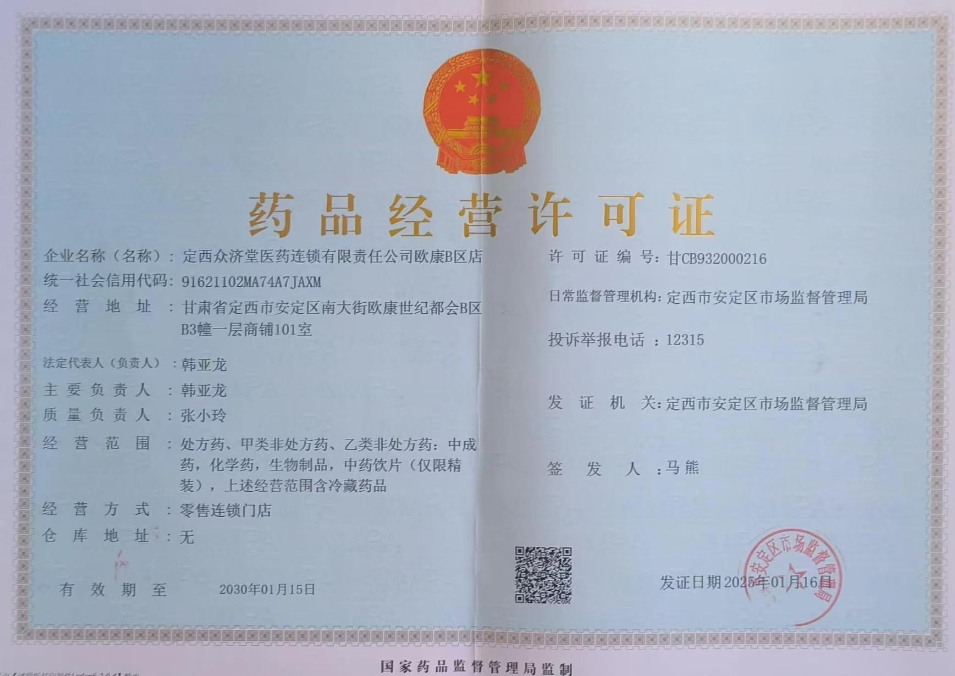 药品经营许可证
企业名称（名称）：定西众济堂医药连锁有限责任公司欧康B区店
统一社会信用代码：91621102MA74A7JAXM
经营地址：甘肃省定西市安定区南大街欧康世纪都会B区
B3幢一层商铺101室
法定代表人（负责人）：韩亚龙
主要负责人：韩亚龙
质量负责人：张小玲
经营范围：处方药、甲类非处方药、乙类非处方药：中成
药，化学药，生物制品，中药饮片（仅限精
装），上述经营范围含冷藏药品
经营方式：零售连锁门店
仓库地址：无
有效期至 2030年01月15日
许可证编号：甘CB932000216
日常监督管理机构：定西市安定区市场监督管理局
投诉举报电话：12315
发证机关：定西市安定区市场监督管理局
签发人：马熊
发证日期 2025年01月16日
安定区市场监督管理局
国家药品监督管理局监制